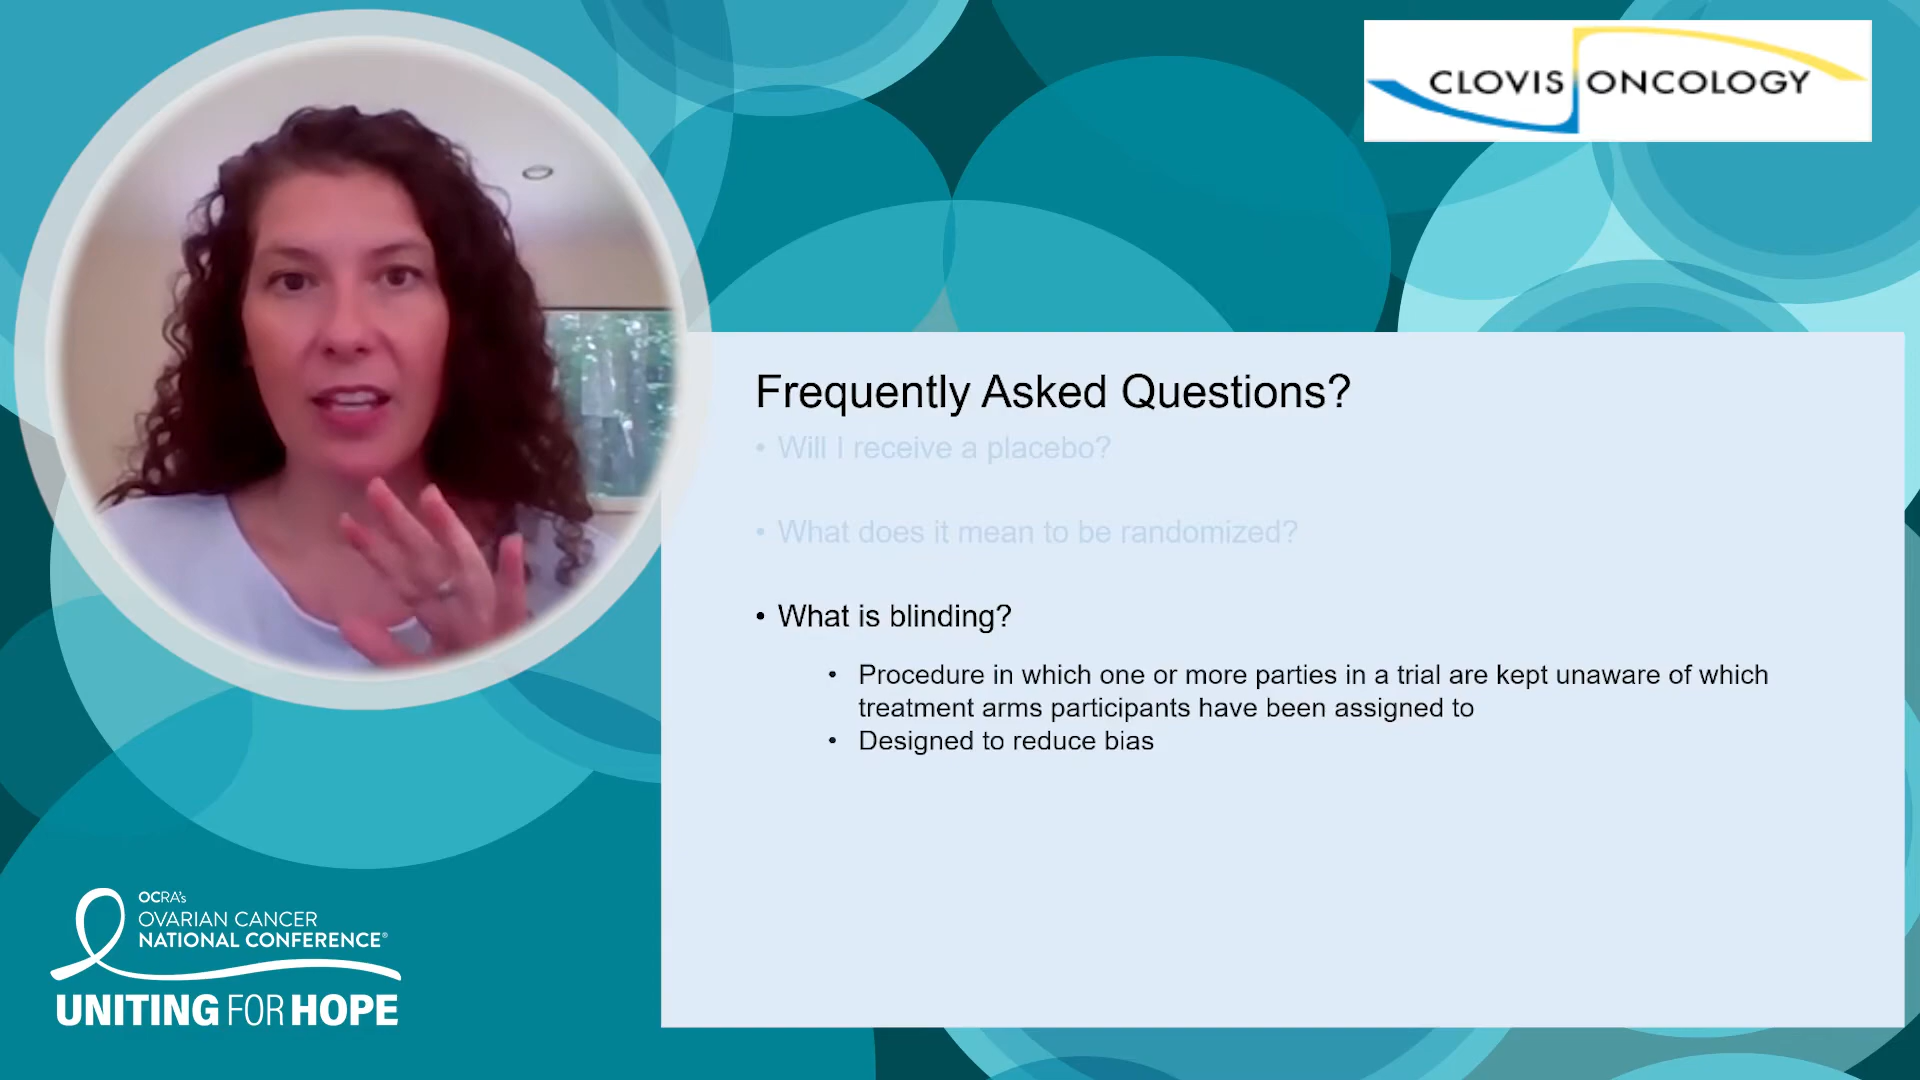 CLOVIS ONCOLOGY
Frequently Asked Questions?
• Will I receive a placebo?
• What does it mean to be randomized?
• What is blinding?
• Procedure in which one or more parties in a trial are kept unaware of which
treatment arms participants have been assigned to
• Designed to reduce bias
OCRA's
OVARIAN CANCER
NATIONAL CONFERENCE®
UNITING FOR HOPE